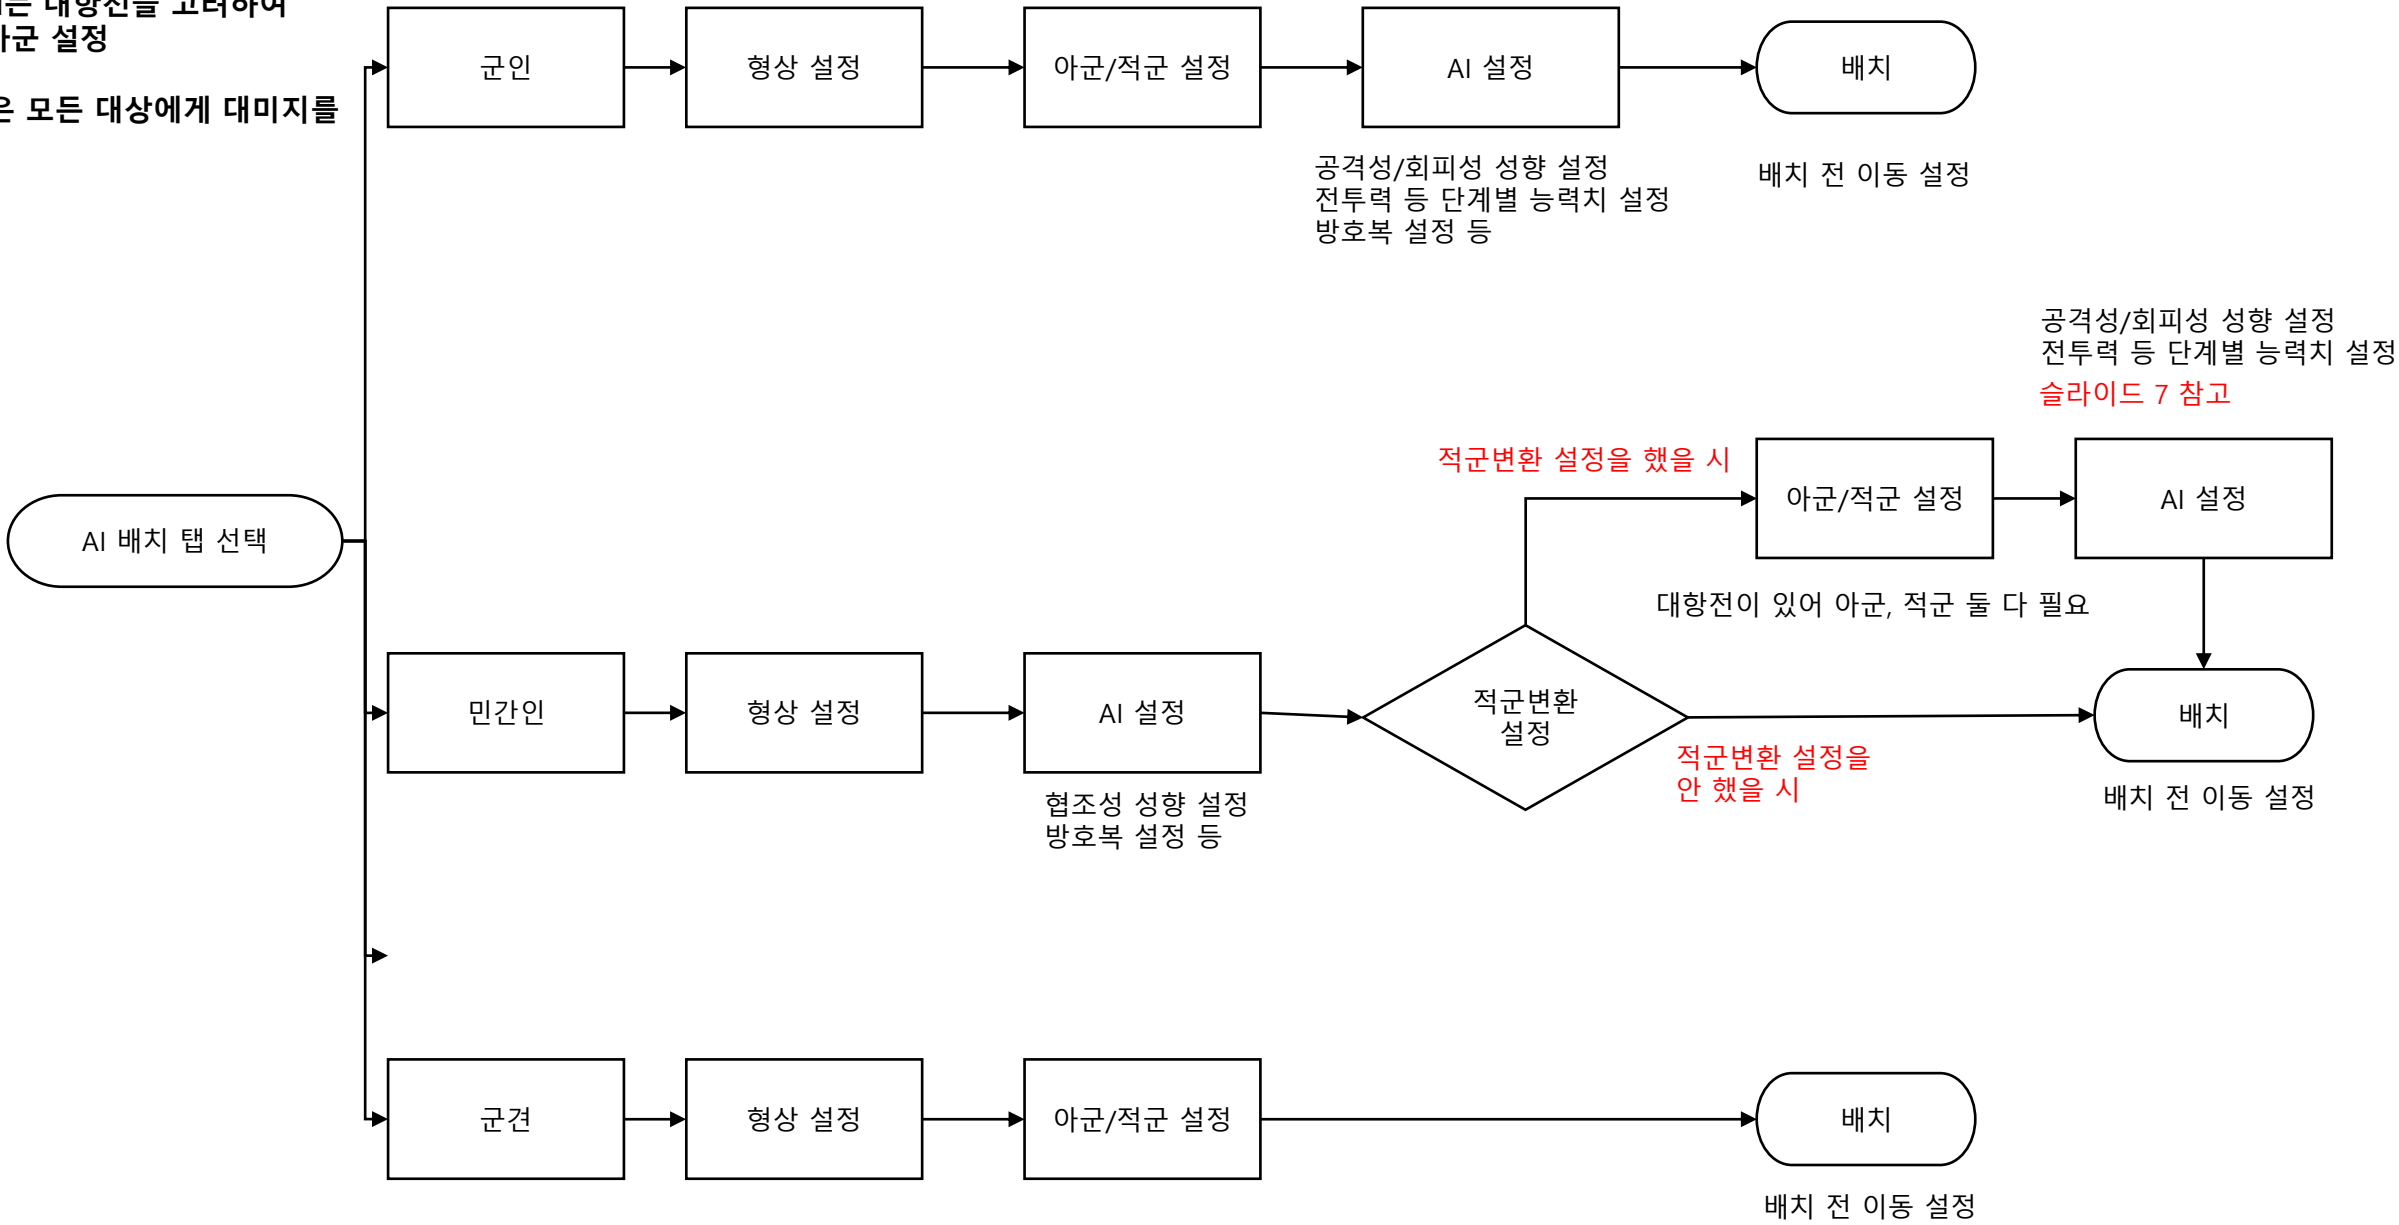 대항전을 고려하여
설정
모든 대상에게 대미지를
군인
형상 설정
아군/적군 설정
AI 설정
배치
공격성/회피성 성향 설정
전투력 등 단계별 능력치 설정
방호복 설정 등
배치 전 이동 설정
공격성/회피성 성향 설정
전투력 등 단계별 능력치 설정
슬라이드 7 참고
적군변환 설정을 했을 시
아군/적군 설정
AI 설정
AI 배치 탭 선택
대항전이 있어 아군, 적군 둘 다 필요
민간인
형상 설정
AI 설정
적군변환
설정
배치
적군변환 설정을
안 했을 시
협조성 성향 설정
방호복 설정 등
배치 전 이동 설정
군견
형상 설정
아군/적군 설정
배치
배치 전 이동 설정